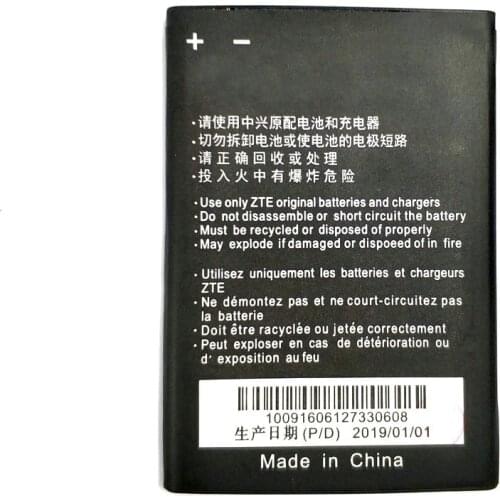 + −
·请使用中兴原配电池和充电器
·切勿拆卸电池或使电池的电极短路
·请正确回收或处理
·投入火中有爆炸危险
·Use only ZTE original batteries and chargers
·Do not disassemble or short circuit the battery
·Must be recycled or disposed of properly
·May explode if damaged or dispoeed of in fire
·Utilisez uniquement les batteries et chargeurs
ZTE
·Ne démontez pas et ne court-circuitez pas
la batterie
·Doit être racyclée ou jetée correctement
·Peut exploser en cas de détérioration ou
d' exposition au feu
10091606127330608
生产日期 (P/D) 2019/01/01
Made in China